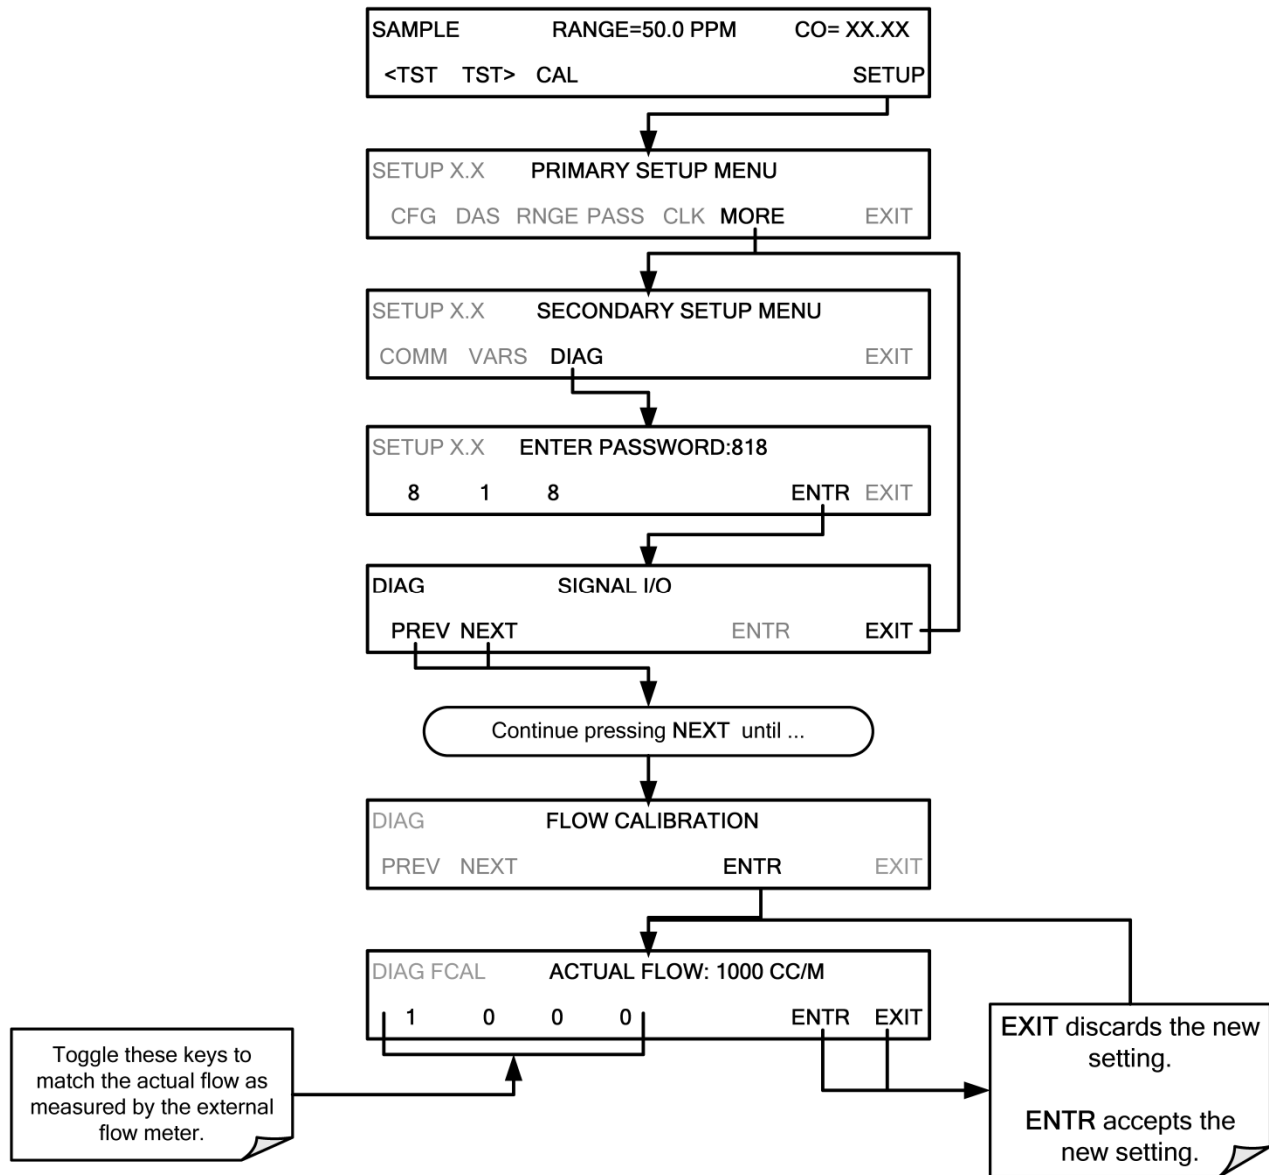 SAMPLE RANGE=50.0 PPM CO= XX.XX
<TST TST> CAL SETUP
SETUP X.X PRIMARY SETUP MENU
CFG DAS RNGE PASS CLK MORE EXIT
SETUP X.X SECONDARY SETUP MENU
COMM VARS DIAG EXIT
SETUP X.X ENTER PASSWORD:818
8 1 8 ENTR EXIT
DIAG SIGNAL I/O
PREV NEXT ENTR EXIT
Continue pressing NEXT until ...
DIAG FLOW CALIBRATION
PREV NEXT ENTR EXIT
DIAG FCAL ACTUAL FLOW: 1000 CC/M
1 0 0 0 ENTR EXIT
Toggle these keys to
match the actual flow as
measured by the external
flow meter.
EXIT discards the new
setting.
ENTR accepts the
new setting.